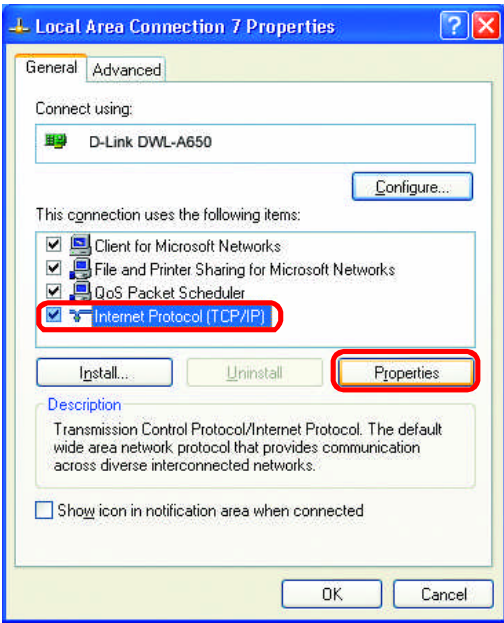 Local Area Connection 7 Properties
General Advanced
Connect using:
D-Link DWL-A650
Configure...
This connection uses the following items:
Client for Microsoft Networks
File and Printer Sharing for Microsoft Networks
QoS Packet Scheduler
Internet Protocol (TCP/IP)
Install... Uninstall Properties
Description
Transmission Control Protocol/Internet Protocol. The default
wide area network protocol that provides communication
across diverse interconnected networks.
Show icon in notification area when connected
OK Cancel